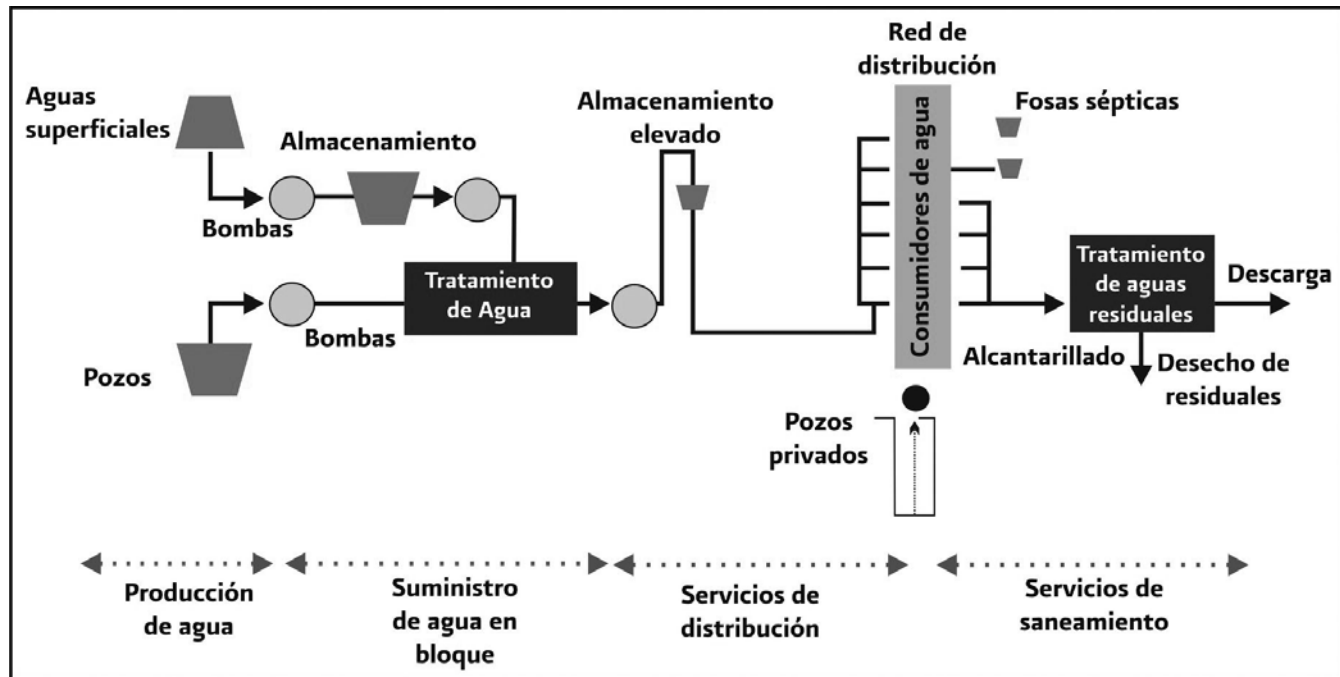 Red de
distribución
Aguas
superficiales
Almacenamiento
Almacenamiento
elevado
Fosas sépticas
Bombas
Consumidores de agua
Tratamiento
de Agua
Tratamiento
de aguas
residuales
Descarga
Bombas
Pozos
Alcantarillado
Desecho de
residuales
Pozos
privados
Producción
de agua
Suministro
de agua en
bloque
Servicios de
distribución
Servicios de
saneamiento